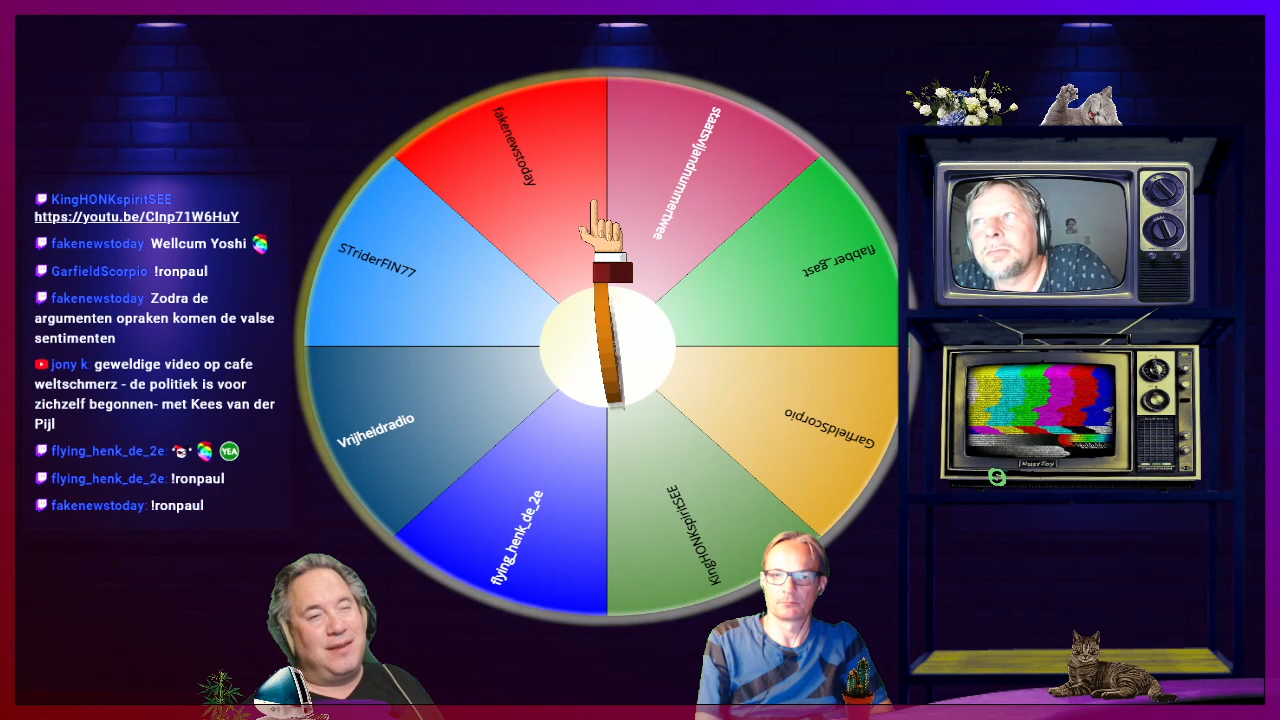 KingHONKspiritSEE:
https://youtu.be/CInp71W6HuY
fakenewstoday: Wellcum Yoshi
GarfieldScorpio: !ronpaul
fakenewstoday: Zodra de
argumenten opraken komen de valse
sentimenten
jony k: geweldige video op cafe
weltschmerz - de politiek is voor
zichzelf begonnen- met Kees van der
Pijl
flying_henk_de_2e: YEA
flying_henk_de_2e: !ronpaul
fakenewstoday: !ronpaul
fakenewstoday
staatsvijandnummertwee
flabber_gast
GarfieldScorpio
KingHONKspiritSEE
flying_henk_de_2e
Vrijheidradio
STriderFIN77